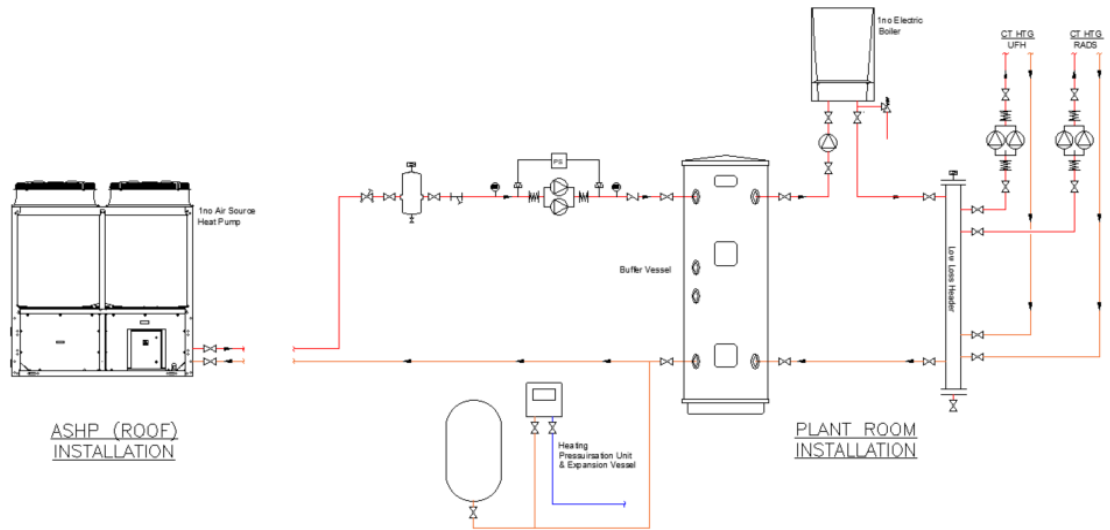 1no Electric
Boiler
CT HTG
UFH
CT HTG
RADS
PS
1no Air Source
Heat Pump
Buffer Vessel
Low Loss Header
ASHP (ROOF)
INSTALLATION
PLANT ROOM
INSTALLATION
Heating
Pressuirsation Unit
& Expansion Vessel